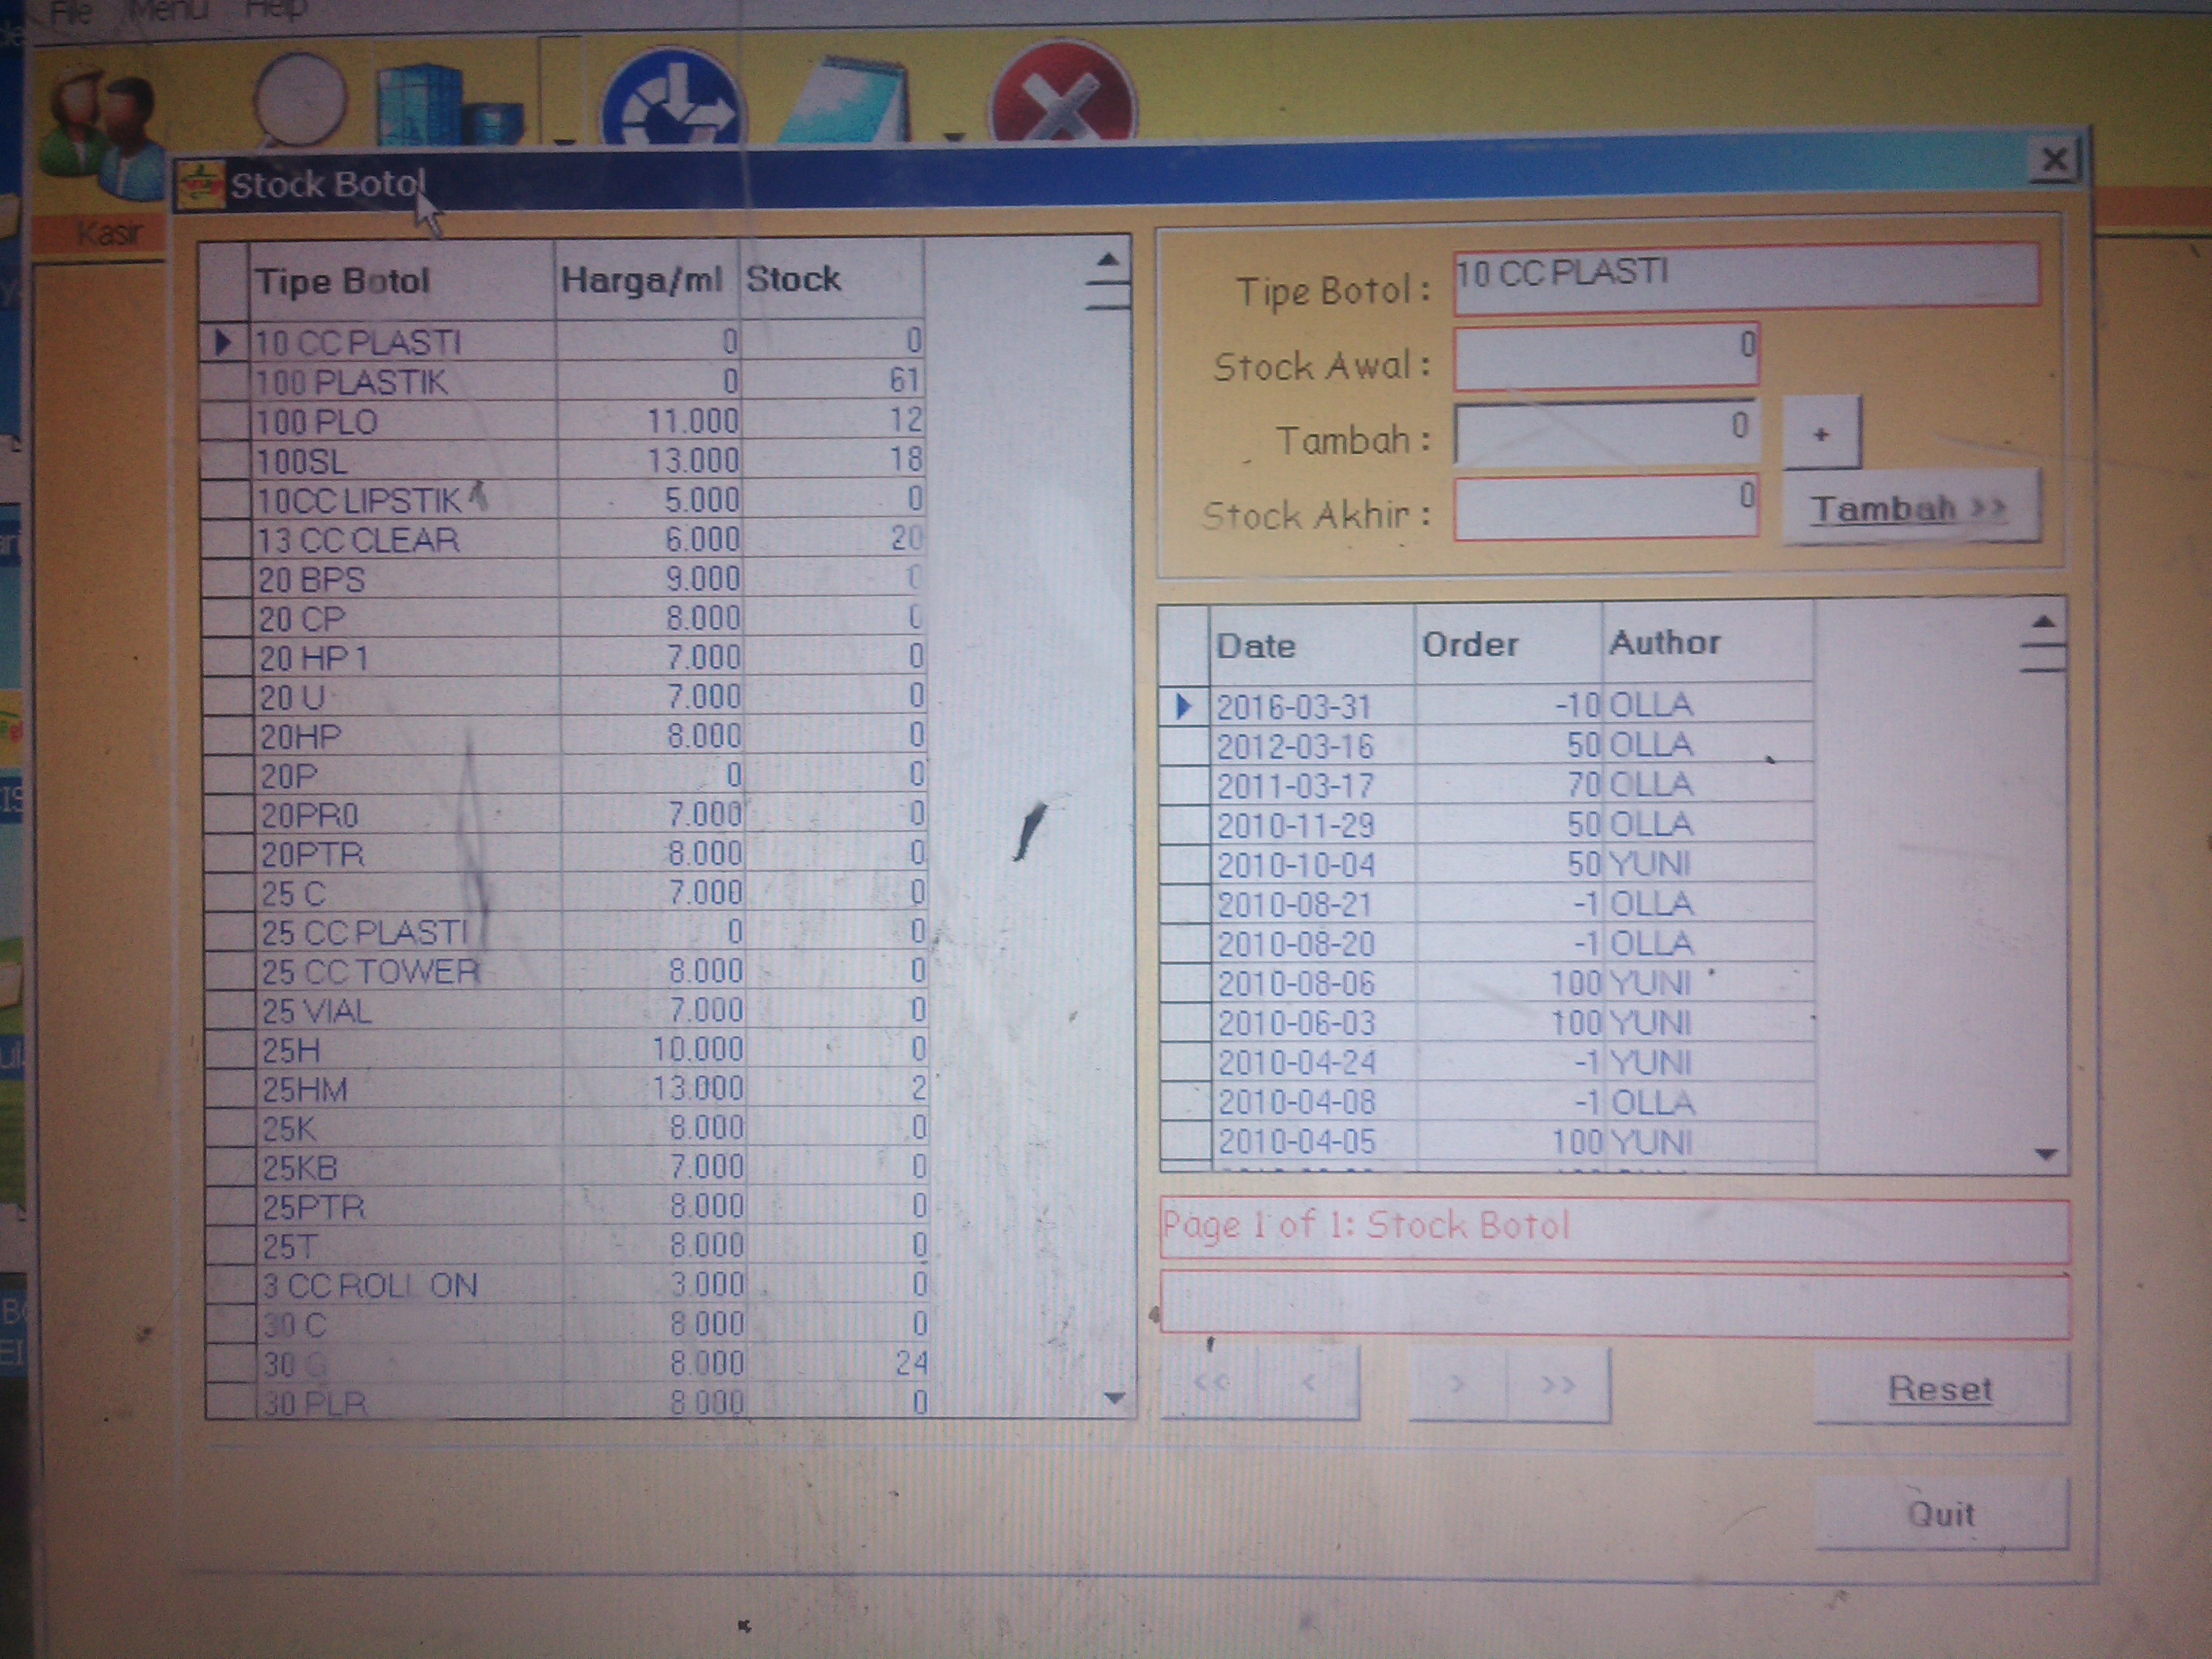 File Menu Help
Kasir
Stock Botol
Tipe Botol Harga/ml Stock
10 CC PLASTI 0 0
100 PLASTIK 0 61
100 PLO 11.000 12
100SL 13.000 18
10CC LIPSTIK 5.000 0
13 CC CLEAR 6.000 20
20 BPS 9.000 0
20 CP 8.000 0
20 HP 1 7.000 0
20 U 7.000 0
20HP 8.000 0
20P 0 0
20PR0 7.000 0
20PTR 8.000 0
25 C 7.000 0
25 CC PLASTI 0 0
25 CC TOWER 8.000 0
25 VIAL 7.000 0
25H 10.000 0
25HM 13.000 2
25K 8.000 0
25KB 7.000 0
25PTR 8.000 0
25T 8.000 0
3 CC ROLL ON 3.000 0
30 C 8.000 0
30 8.000 24
30 PLR 8.000 0
Tipe Botol : 10 CC PLASTI
Stock Awal : 0
Tambah : 0 +
Stock Akhir : 0 Tambah >>
Date Order Author
2016-03-31 -10 OLLA
2012-03-16 50 OLLA
2011-03-17 70 OLLA
2010-11-29 50 OLLA
2010-10-04 50 YUNI
2010-08-21 -1 OLLA
2010-08-20 -1 OLLA
2010-08-06 100 YUNI
2010-06-03 100 YUNI
2010-04-24 -1 YUNI
2010-04-08 -1 OLLA
2010-04-05 100 YUNI
Page 1 of 1: Stock Botol
<< < > >> Reset
Quit